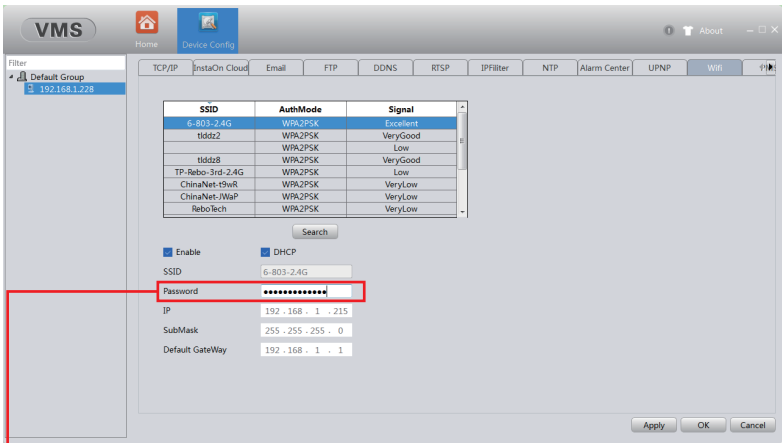 VMS
Home
Device Config
About
Filter
Default Group
192.168.1.228
TCP/IP InstaOn Cloud Email FTP DDNS RTSP IPFiliter NTP Alarm Center UPNP Wifi
SSID AuthMode Signal
6-803-2.4G WPA2PSK Excellent
tlddz2 WPA2PSK VeryGood
WPA2PSK Low
tlddz8 WPA2PSK VeryGood
TP-Rebo-3rd-2.4G WPA2PSK Low
ChinaNet-t9wR WPA2PSK VeryLow
ChinaNet-JWaP WPA2PSK VeryLow
ReboTech WPA2PSK VeryLow
Search
Enable DHCP
SSID 6-803-2.4G
Password ●●●●●●●●●●●●●
IP 192 . 168 . 1 . 215
SubMask 255 . 255 . 255 . 0
Default GateWay 192 . 168 . 1 . 1
Apply OK Cancel